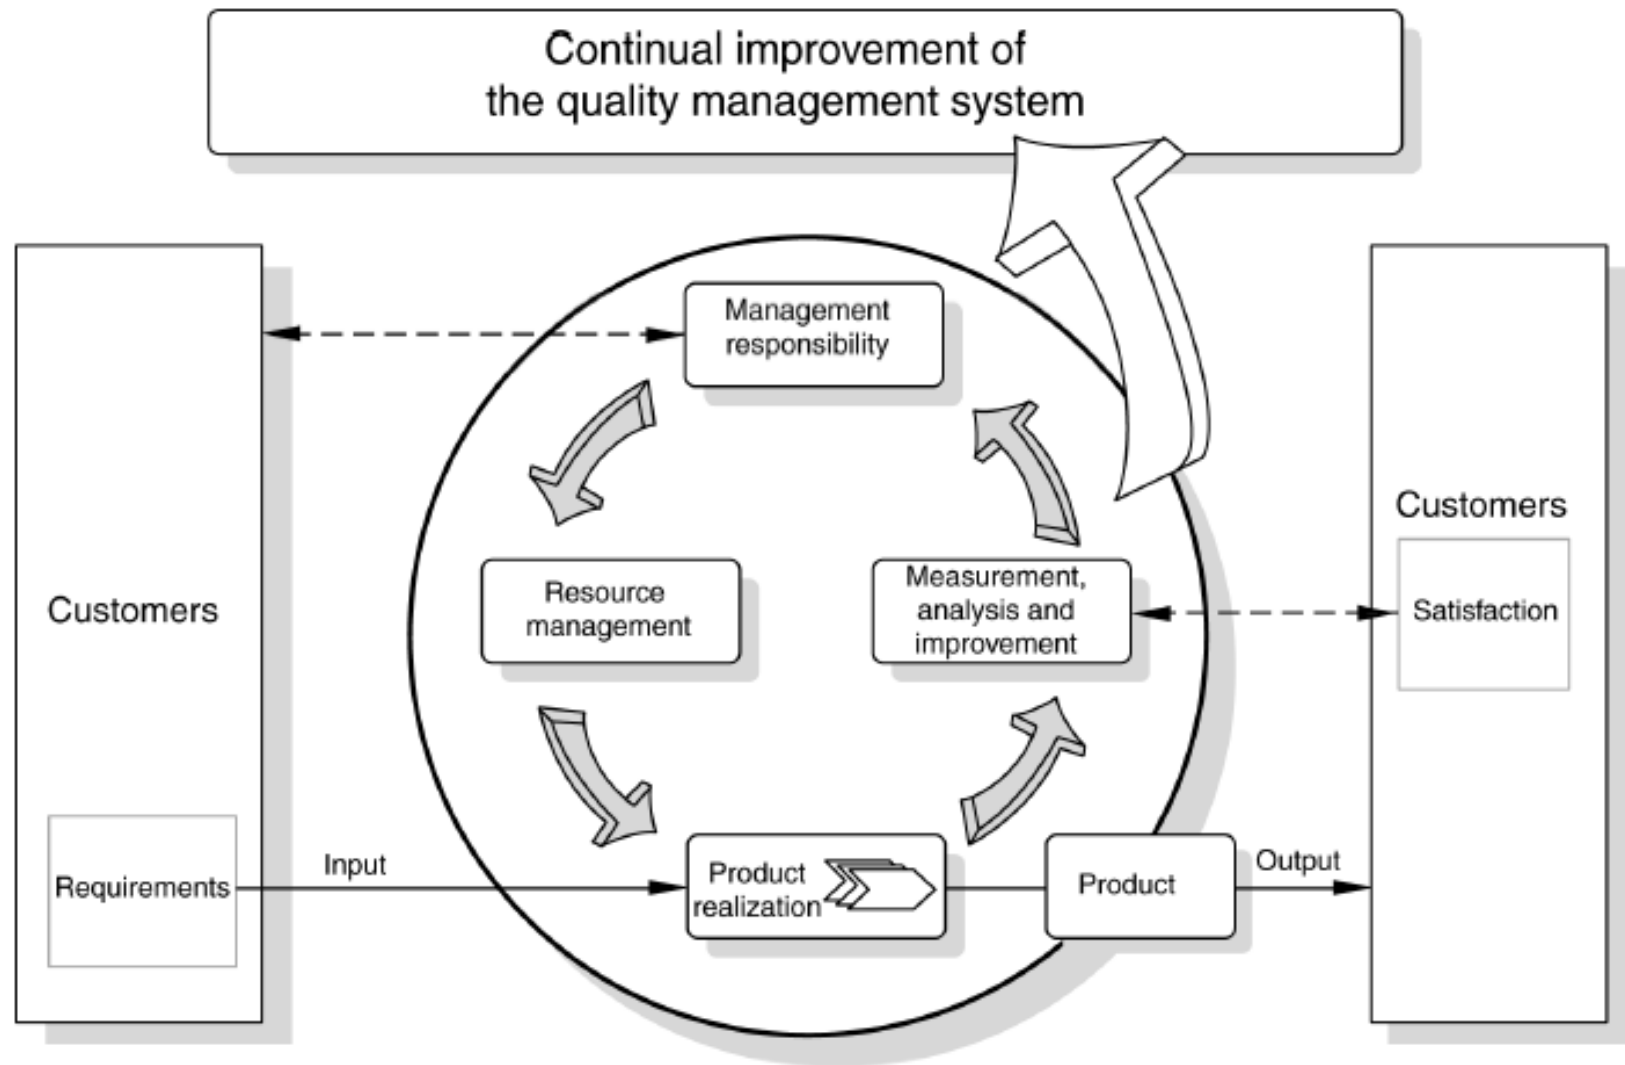 Continual improvement of
the quality management system
Management
responsibility
Customers
Resource
management
Measurement,
analysis and
improvement
Customers
Satisfaction
Requirements
Input
Product
realization
Product
Output